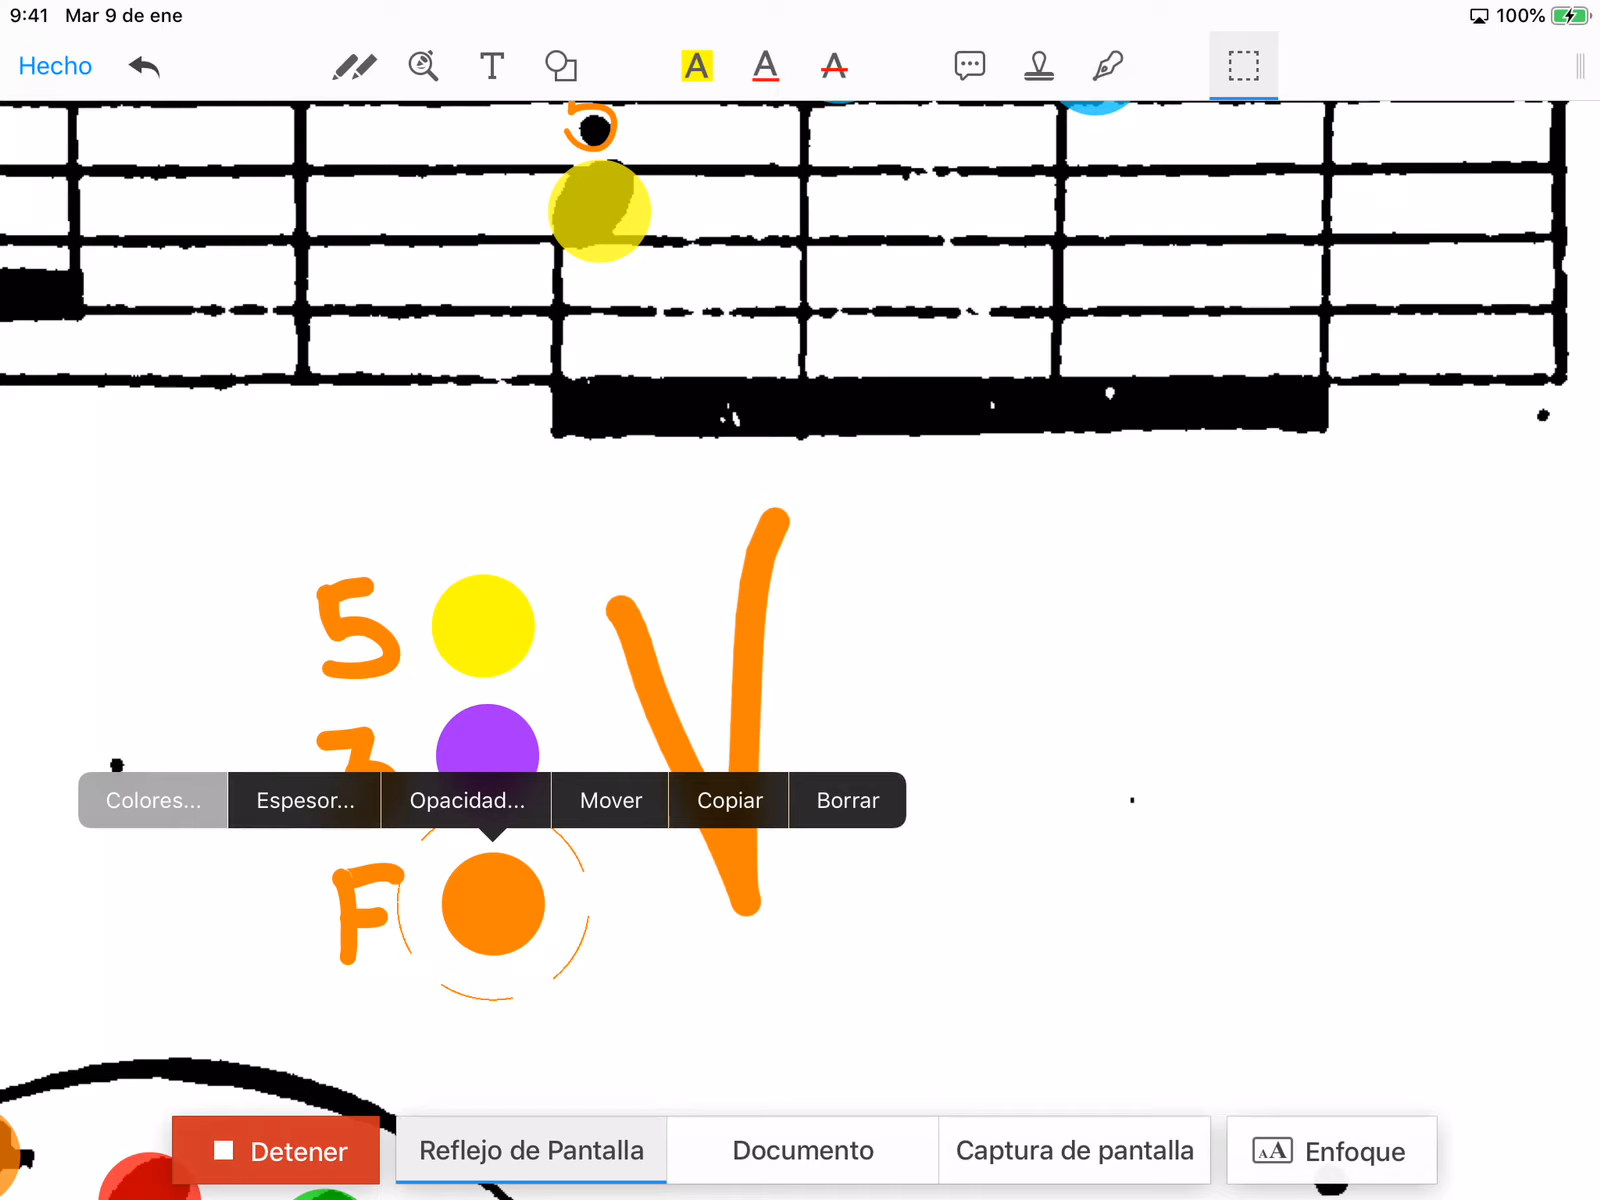 9:41 Mar 9 de ene 100%
Hecho T A A A
5
5
3
Colores... Espesor... Opacidad... Mover Copiar Borrar
F
Detener Reflejo de Pantalla Documento Captura de pantalla AA Enfoque